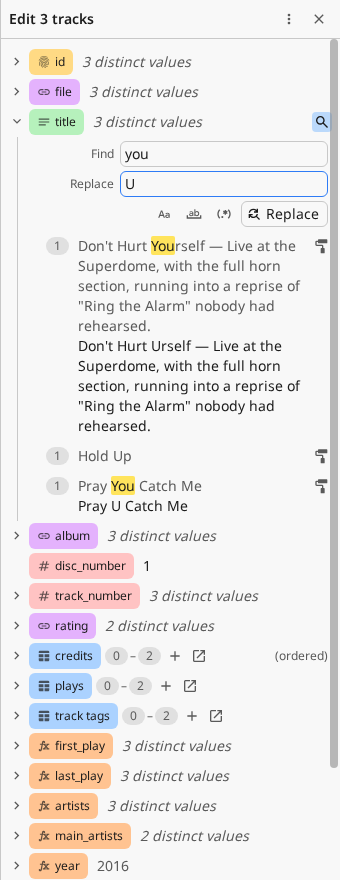 Edit 3 tracks
id 3 distinct values
file 3 distinct values
title 3 distinct values
Find you
Replace U
Aa ab (.*) Replace
1 Don't Hurt Yourself — Live at the
Superdome, with the full horn
section, running into a reprise of
"Ring the Alarm" nobody had
rehearsed.
Don't Hurt Urself — Live at the
Superdome, with the full horn
section, running into a reprise of
"Ring the Alarm" nobody had
rehearsed.
1 Hold Up
1 Pray You Catch Me
Pray U Catch Me
album 3 distinct values
# disc_number 1
# track_number 3 distinct values
rating 2 distinct values
credits 0 – 2 + (ordered)
plays 0 – 2 +
track tags 0 – 2 +
fx first_play 3 distinct values
fx last_play 3 distinct values
fx artists 3 distinct values
fx main_artists 2 distinct values
fx year 2016